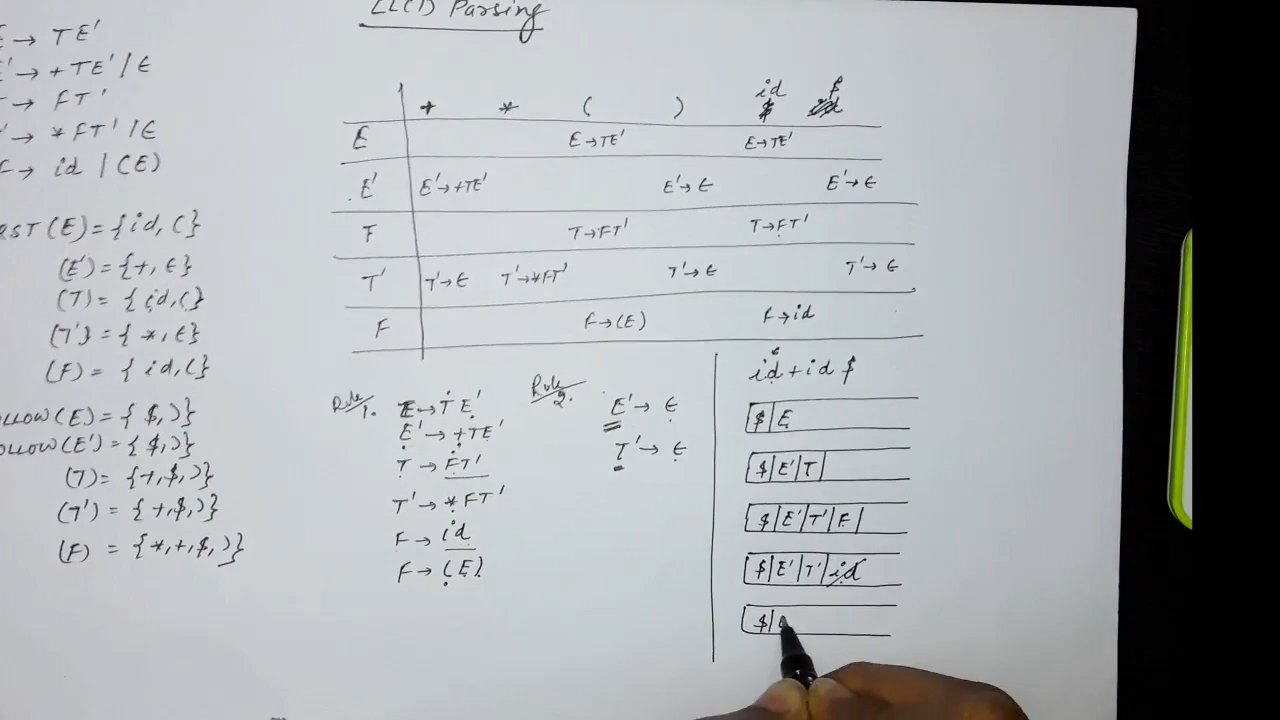 LL(1) Parsing
E → TE'
E' → +TE' / ϵ
T → FT'
T' → *FT' / ϵ
F → id | (E)
FIRST (E) = {id, (}
(E') = {+, ϵ}
(T) = {id, (}
(T') = {*, ϵ}
(F) = {id, (}
FOLLOW (E) = {$, )}
FOLLOW (E') = {$, )}
(T) = {+, $, )}
(T') = {+, $, )}
(F) = {*, +, $, )}
+ * ( ) id $
E E → TE' E → TE'
E' E' → +TE' E' → ϵ E' → ϵ
F T → FT' T → FT'
T' T' → ϵ T' → *FT' T' → ϵ T' → ϵ
F F → (E) F → id
Rule 1.
E → TE'
E' → +TE'
T → FT'
T' → *FT'
F → id
F → (E)
Rule 2.
E' → ϵ
T' → ϵ
id + id $
$ | E
$ | E' | T |
$ | E' | T' | F |
$ | E' | T' | id
$ |